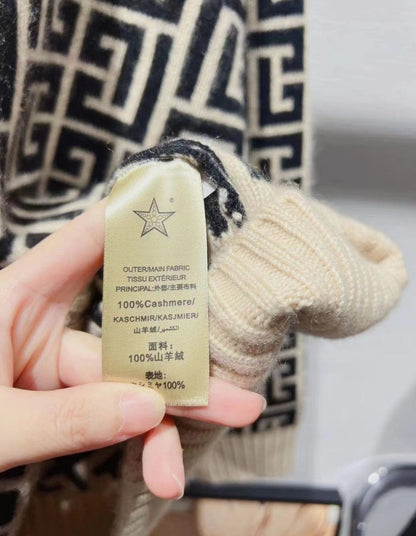 ®
OUTER/MAIN FABRIC
TISSU EXTÉRIEUR
PRINCIPAL:外部/主要布料
100%Cashmere/
KASCHMIR/KASJMIER/
山羊绒/الكشمير/
面料:
100%山羊绒
表地:
カシミヤ100%